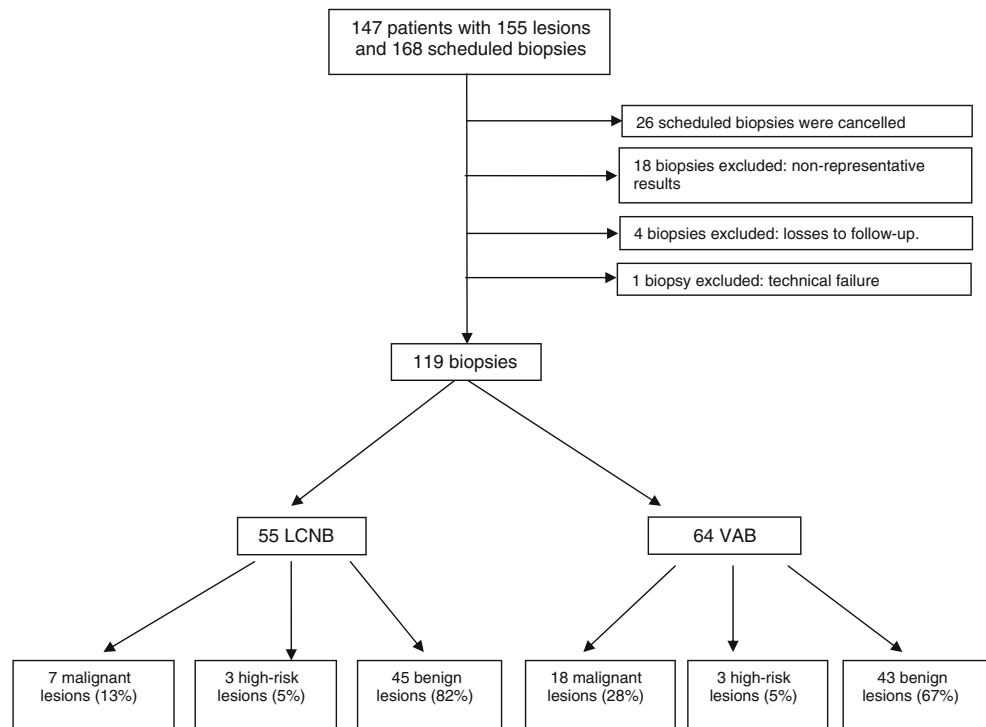 147 patients with 155 lesions
and 168 scheduled biopsies
26 scheduled biopsies were cancelled
18 biopsies excluded: non-representative
results
4 biopsies excluded: losses to follow-up.
1 biopsy excluded: technical failure
119 biopsies
55 LCNB
64 VAB
7 malignant
lesions (13%)
3 high-risk
lesions (5%)
45 benign
lesions (82%)
18 malignant
lesions (28%)
3 high-risk
lesions (5%)
43 benign
lesions (67%)